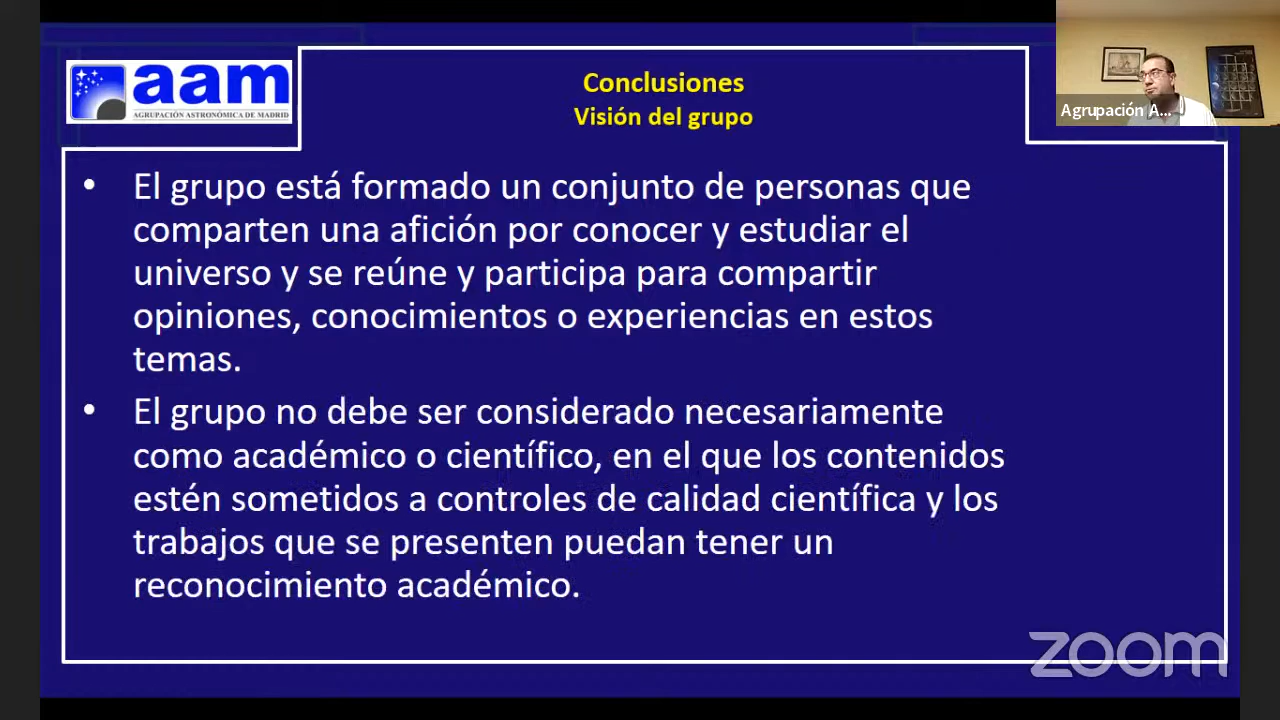 aam
AGRUPACIÓN ASTRONÓMICA DE MADRID
Conclusiones
Visión del grupo
Agrupación A...
• El grupo está formado un conjunto de personas que
comparten una afición por conocer y estudiar el
universo y se reúne y participa para compartir
opiniones, conocimientos o experiencias en estos
temas.
• El grupo no debe ser considerado necesariamente
como académico o científico, en el que los contenidos
estén sometidos a controles de calidad científica y los
trabajos que se presenten puedan tener un
reconocimiento académico.
zoom